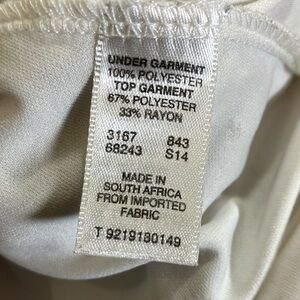 UNDER GARMENT
100% POLYESTER
TOP GARMENT
67% POLYESTER
33% RAYON
3167 843
68243 S14
MADE IN
SOUTH AFRICA
FROM IMPORTED
FABRIC
T 9219180149